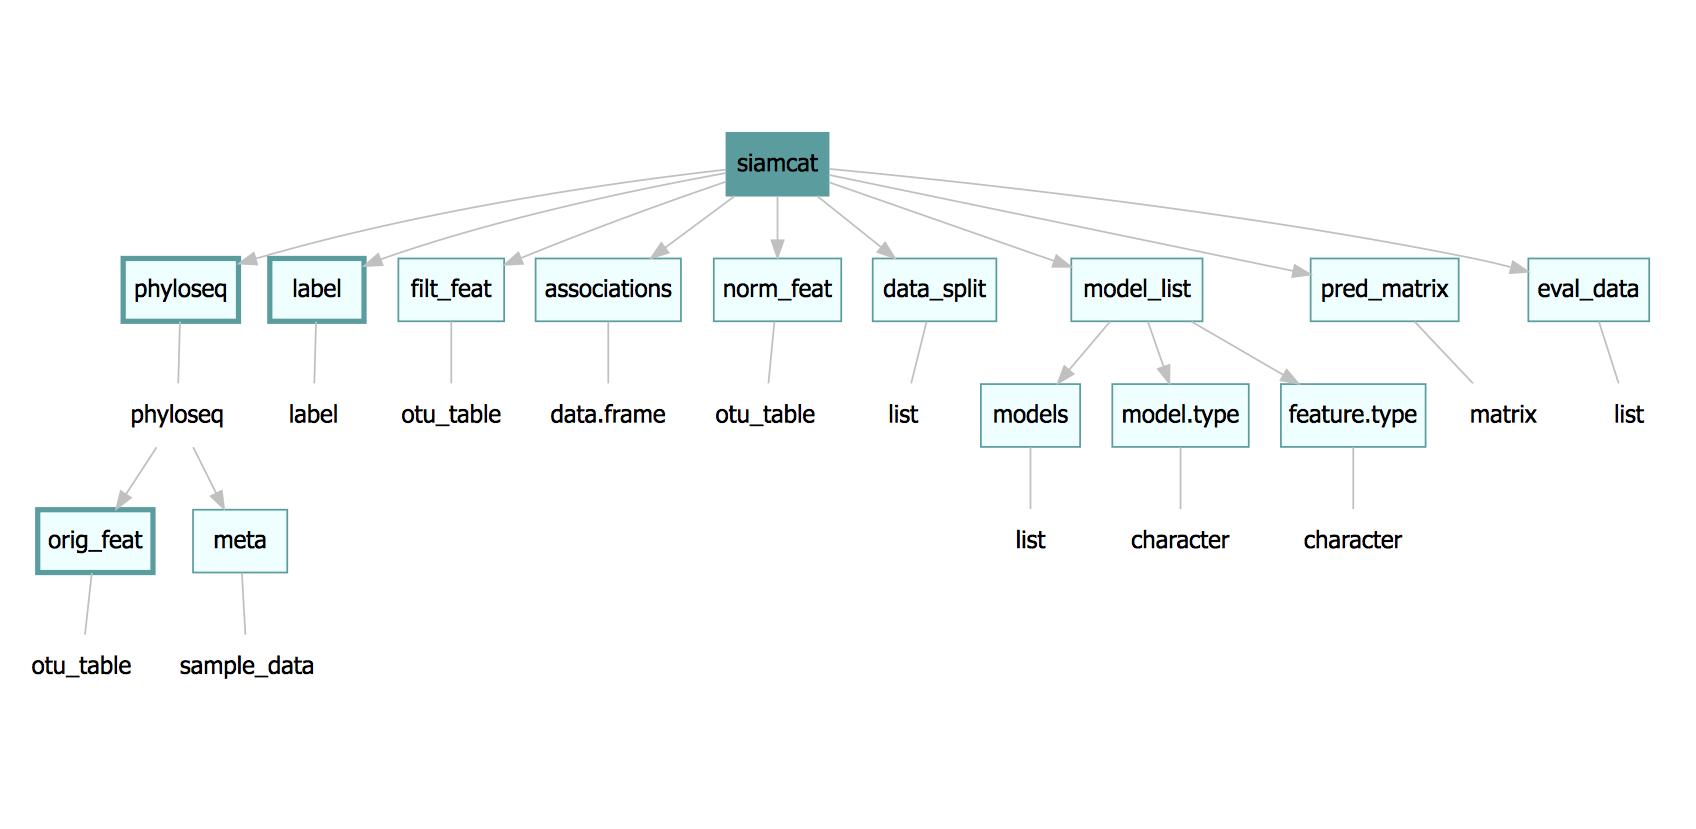 siamcat
phyloseq label filt_feat associations norm_feat data_split model_list pred_matrix eval_data
phyloseq label otu_table data.frame otu_table list models model.type feature.type matrix list
orig_feat meta list character character
otu_table sample_data